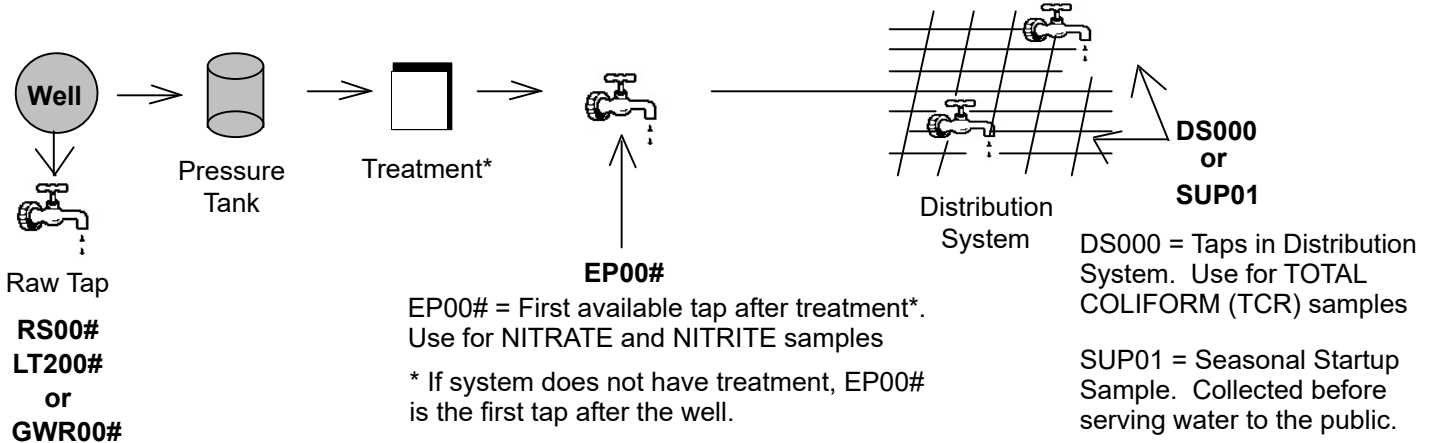 Well
Raw Tap
RS00#
LT200#
or
GWR00#
Pressure
Tank
Treatment*
EP00#
EP00# = First available tap after treatment*.
Use for NITRATE and NITRITE samples
* If system does not have treatment, EP00#
is the first tap after the well.
Distribution
System
DS000
or
SUP01
DS000 = Taps in Distribution
System. Use for TOTAL
COLIFORM (TCR) samples
SUP01 = Seasonal Startup
Sample. Collected before
serving water to the public.